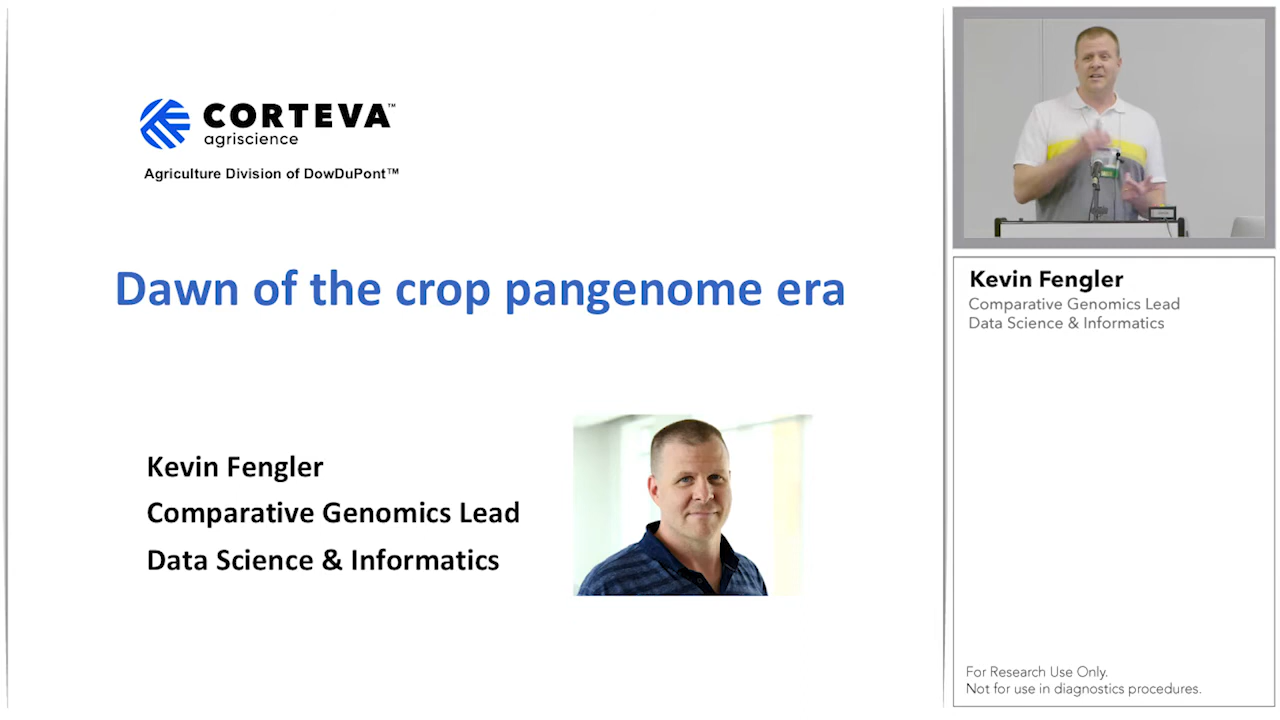 CORTEVA™
agriscience
Agriculture Division of DowDuPont™
Dawn of the crop pangenome era
Kevin Fengler
Comparative Genomics Lead
Data Science & Informatics
Kevin Fengler
Comparative Genomics Lead
Data Science & Informatics
For Research Use Only.
Not for use in diagnostics procedures.